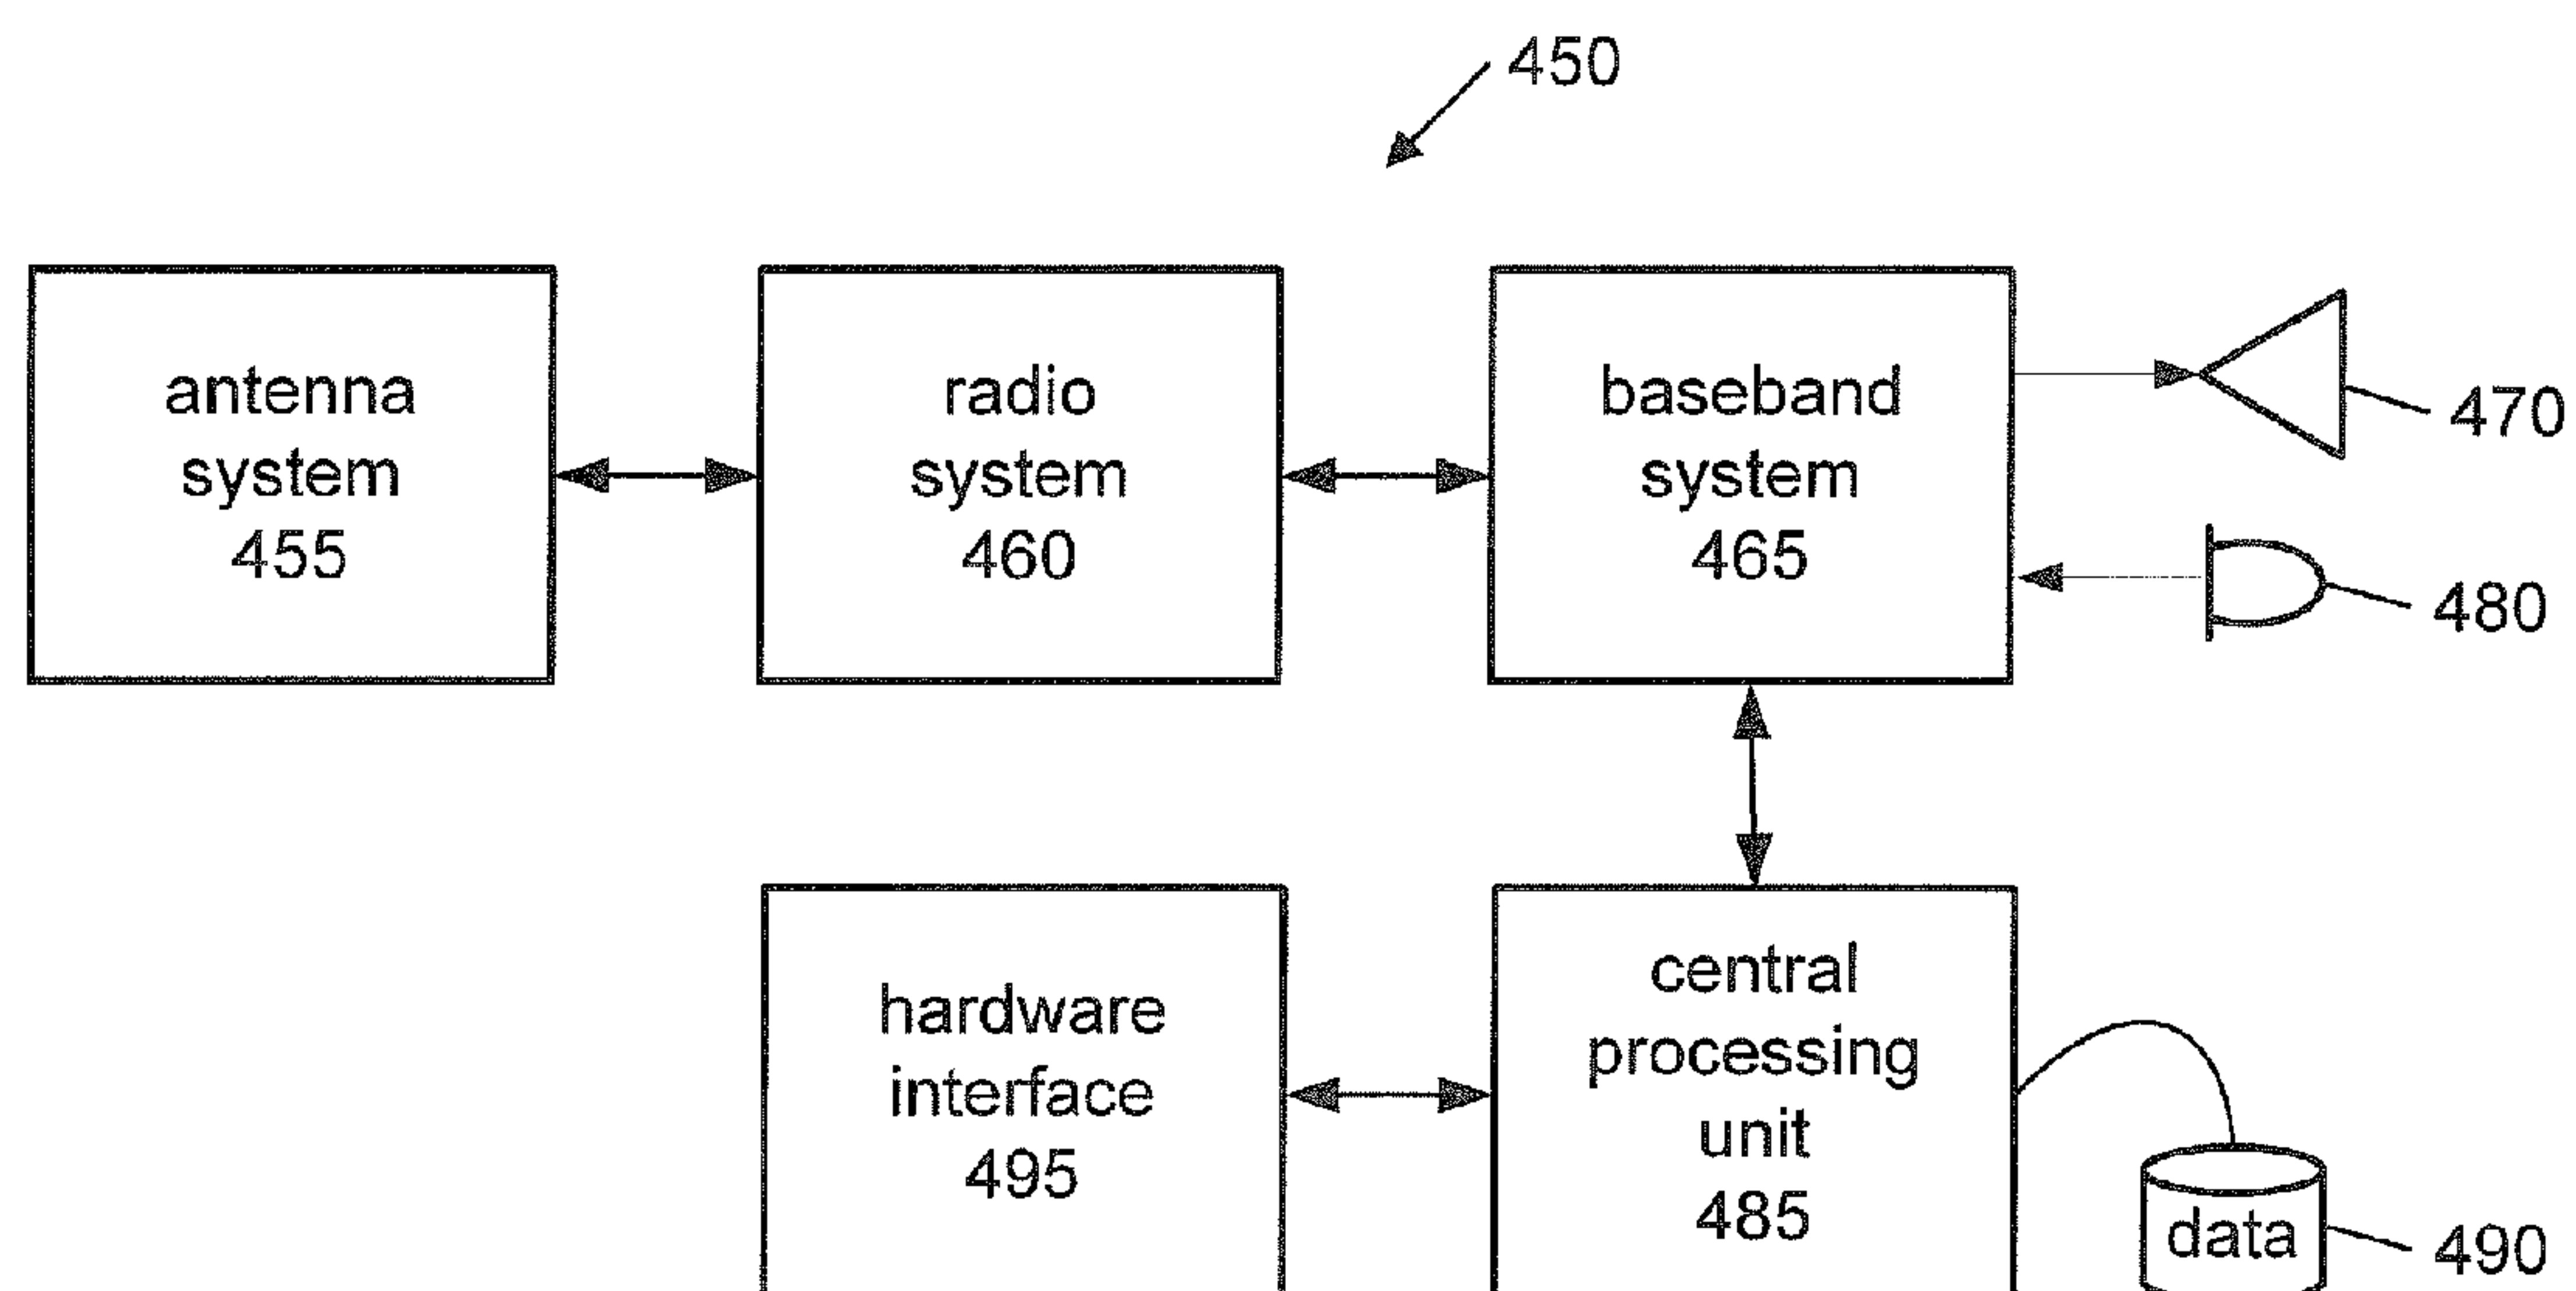 450
antenna
system
455
radio
system
460
baseband
system
465
470
480
hardware
interface
495
central
processing
unit
485
data
490